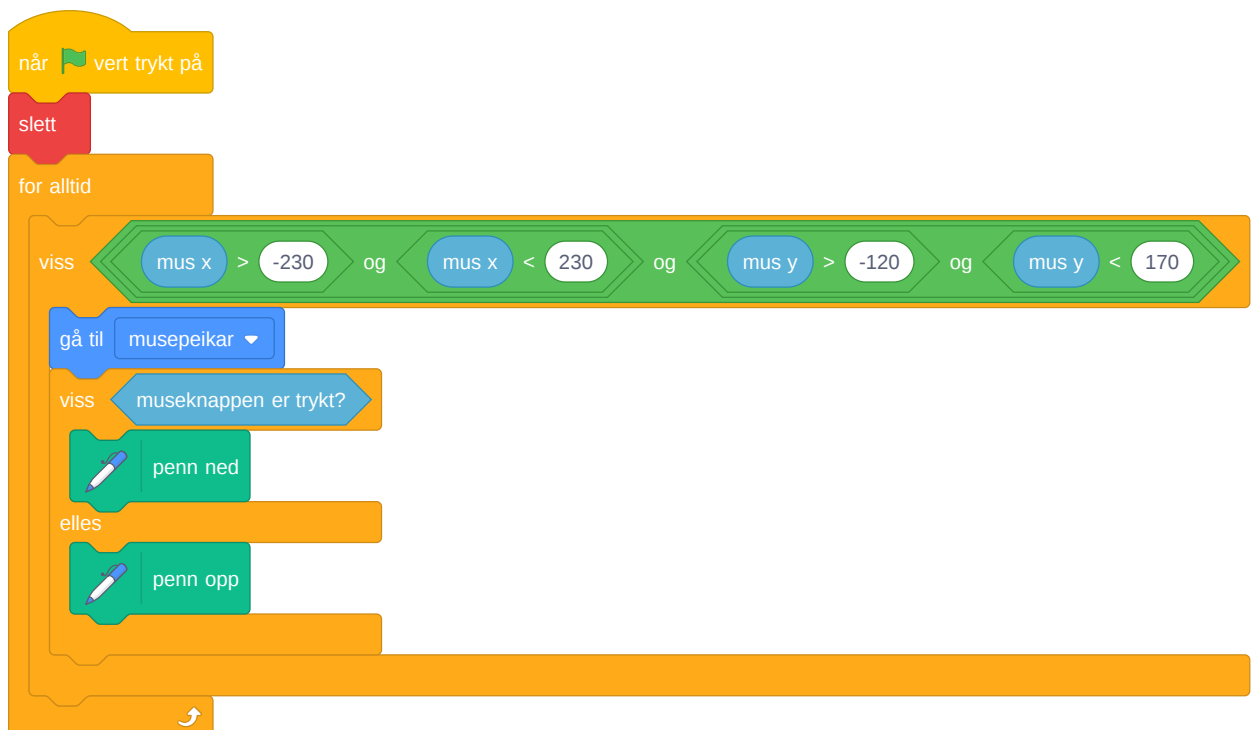 når vert trykt på
slett
for alltid
viss mus x > -230 og mus x < 230 og mus y > -120 og mus y < 170
gå til musepeikar
viss museknappen er trykt?
penn ned
elles
penn opp